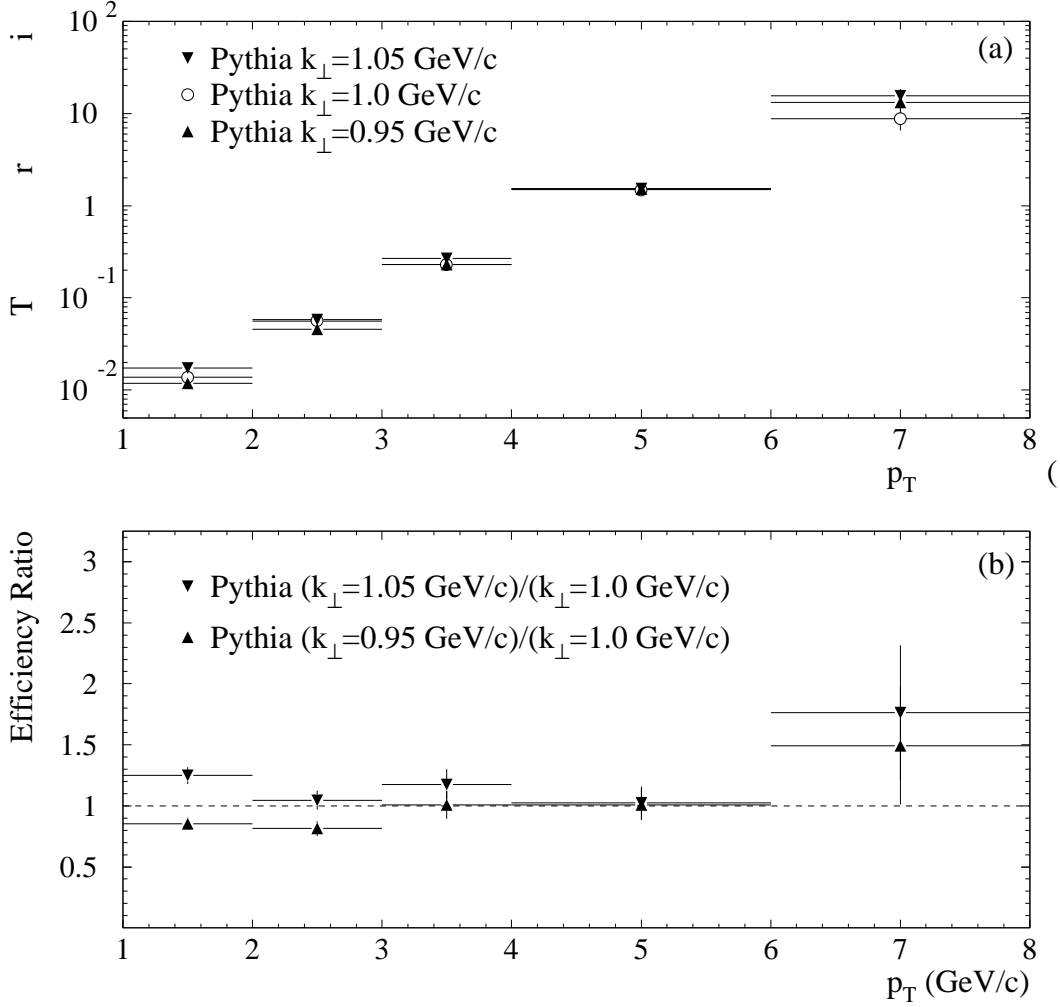 i
r
T
10^2
10
1
10^-1
10^-2
(a)
▼ Pythia k⊥=1.05 GeV/c
○ Pythia k⊥=1.0 GeV/c
▲ Pythia k⊥=0.95 GeV/c
1 2 3 4 5 6 7 8
p_T (
Efficiency Ratio
3
2.5
2
1.5
1
0.5
(b)
▼ Pythia (k⊥=1.05 GeV/c)/(k⊥=1.0 GeV/c)
▲ Pythia (k⊥=0.95 GeV/c)/(k⊥=1.0 GeV/c)
1 2 3 4 5 6 7 8
p_T (GeV/c)